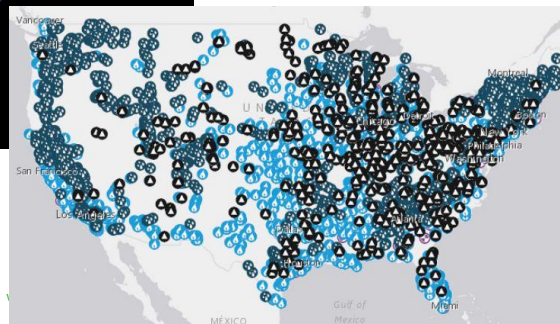 Vancouver
Seattle
Montreal
U N
Chicago
Detroit
Boston
New York
Philadelphia
Washington
San Francisco
Los Angeles
Atlanta
Dallas
Houston
Gulf of
Mexico
Miami
MÉXICO